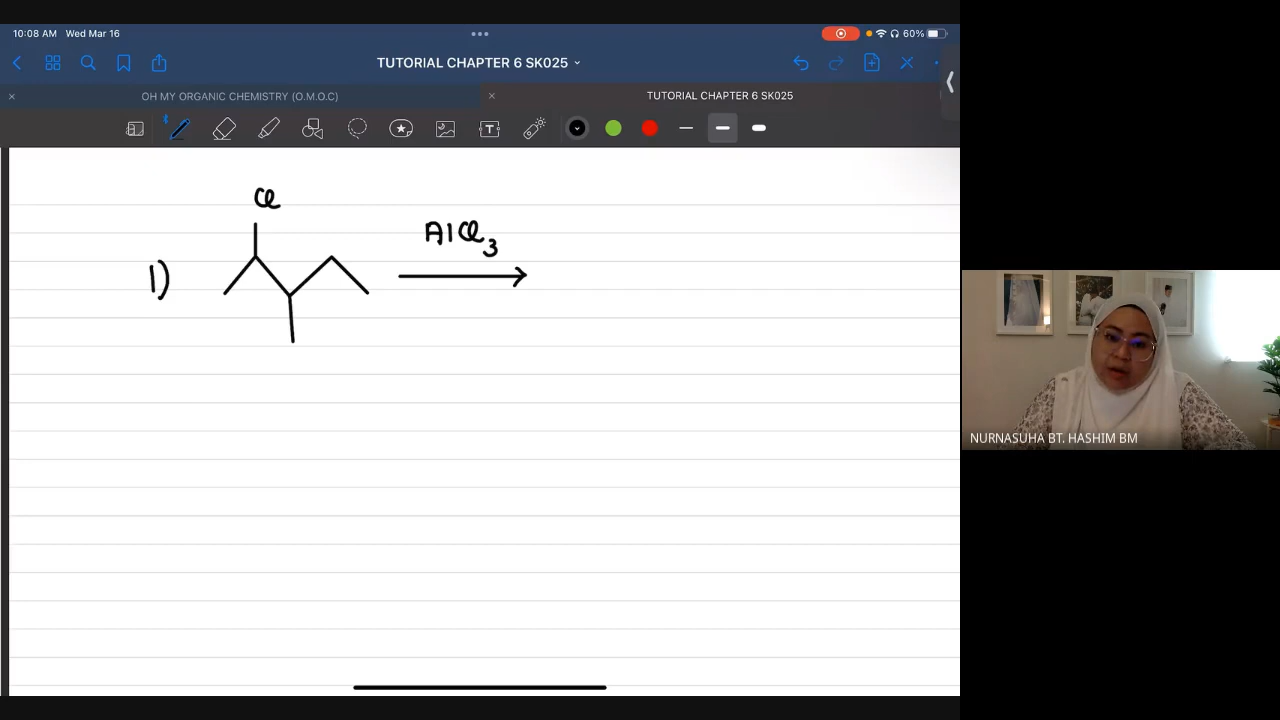 10:08 AM Wed Mar 16
60%
TUTORIAL CHAPTER 6 SK025
OH MY ORGANIC CHEMISTRY (O.M.O.C)
TUTORIAL CHAPTER 6 SK025
Cl
AlCl3
1)
NURNASUHA BT. HASHIM BM